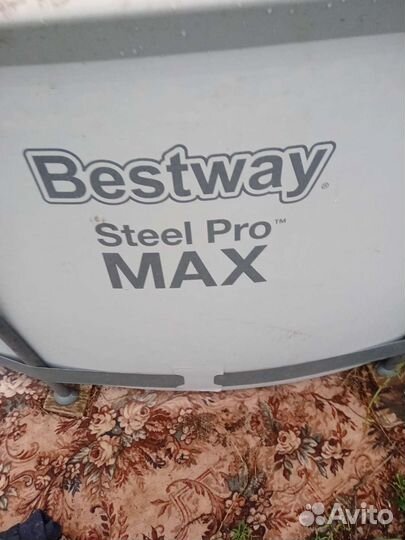 Bestway®
Steel Pro™
MAX
Avito